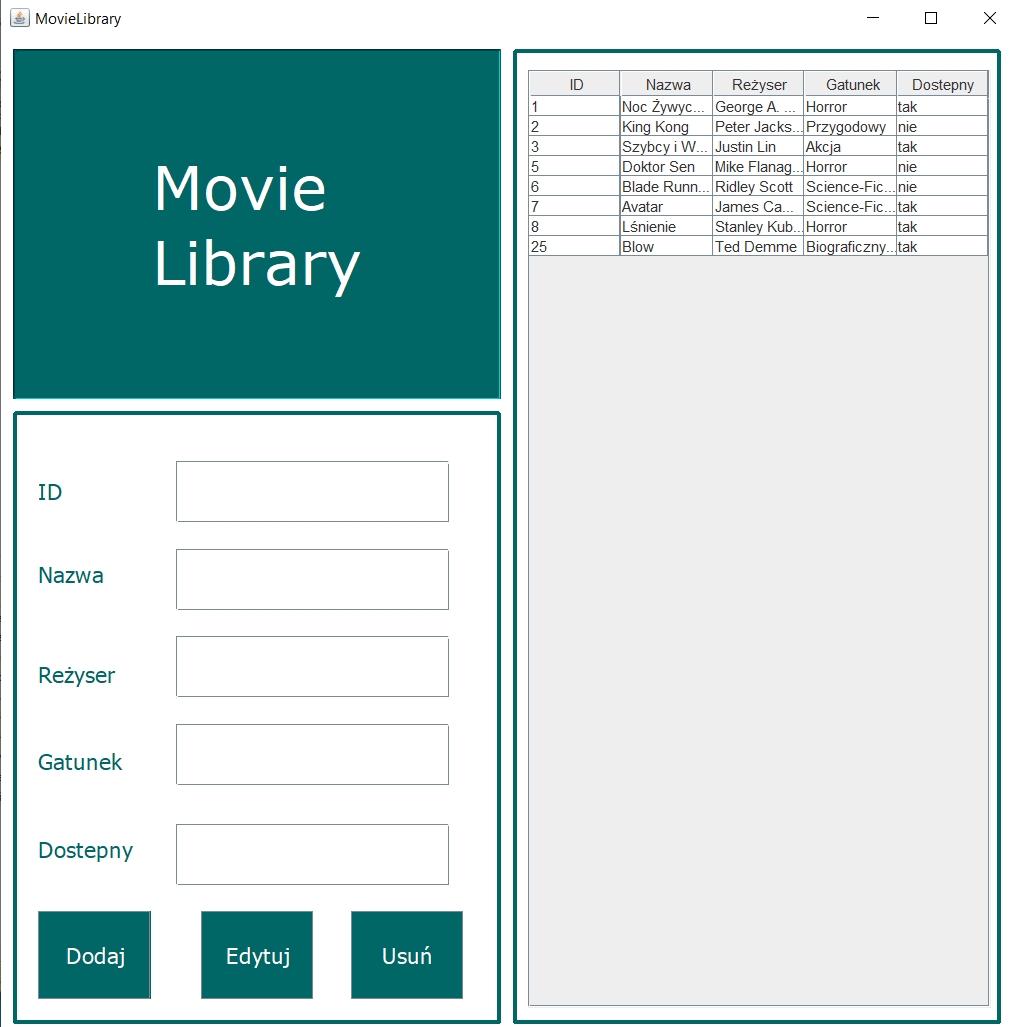 MovieLibrary
Movie
Library
ID
Nazwa
Reżyser
Gatunek
Dostepny
Dodaj Edytuj Usuń
ID Nazwa Reżyser Gatunek Dostepny
1 Noc Żywyc... George A. ... Horror tak
2 King Kong Peter Jacks... Przygodowy nie
3 Szybcy i W... Justin Lin Akcja tak
5 Doktor Sen Mike Flanag... Horror nie
6 Blade Runn... Ridley Scott Science-Fic... nie
7 Avatar James Ca... Science-Fic... tak
8 Lśnienie Stanley Kub... Horror tak
25 Blow Ted Demme Biograficzny... tak